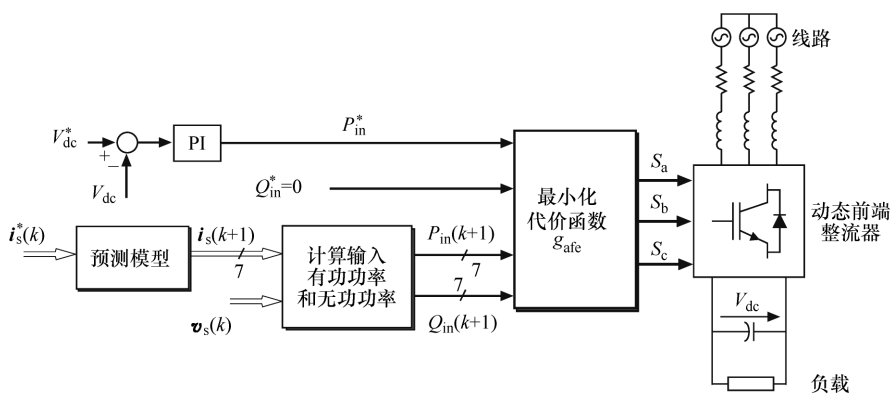 线路
V*dc
+
−
Vdc
PI
P*in
Q*in=0
i*s(k)
预测模型
is(k+1)
7
vs(k)
计算输入
有功功率
和无功功率
Pin(k+1)
7
7
Qin(k+1)
最小化
代价函数
gafe
Sa
Sb
Sc
动态前端
整流器
Vdc
负载